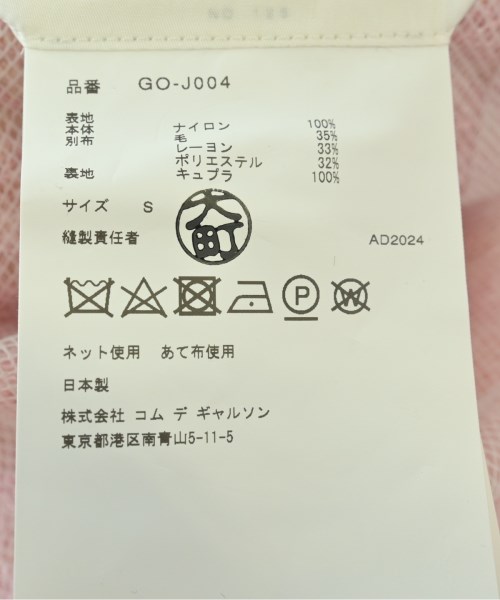 品番 GO-J004
表地
本体 ナイロン 100%
別布 毛 35%
レーヨン 33%
ポリエステル 32%
裏地 キュプラ 100%
サイズ S
大町
縫製責任者 AD2024
P W
ネット使用 あて布使用
日本製
株式会社 コム デ ギャルソン
東京都港区南青山5-11-5